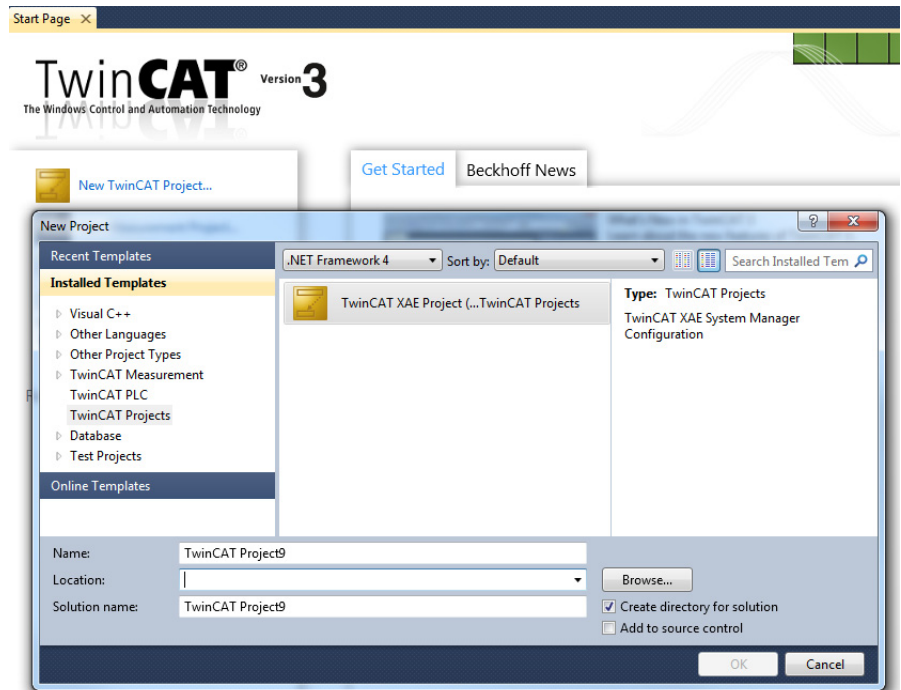 Start Page
TwinCAT® Version 3
The Windows Control and Automation Technology
New TwinCAT Project...
Get Started
Beckhoff News
New Project
Recent Templates
Installed Templates
Visual C++
Other Languages
Other Project Types
TwinCAT Measurement
TwinCAT PLC
TwinCAT Projects
Database
Test Projects
Online Templates
.NET Framework 4
Sort by: Default
Search Installed Tem
TwinCAT XAE Project (...TwinCAT Projects
Type: TwinCAT Projects
TwinCAT XAE System Manager
Configuration
Name: TwinCAT Project9
Location:
Browse...
Solution name: TwinCAT Project9
Create directory for solution
Add to source control
OK
Cancel